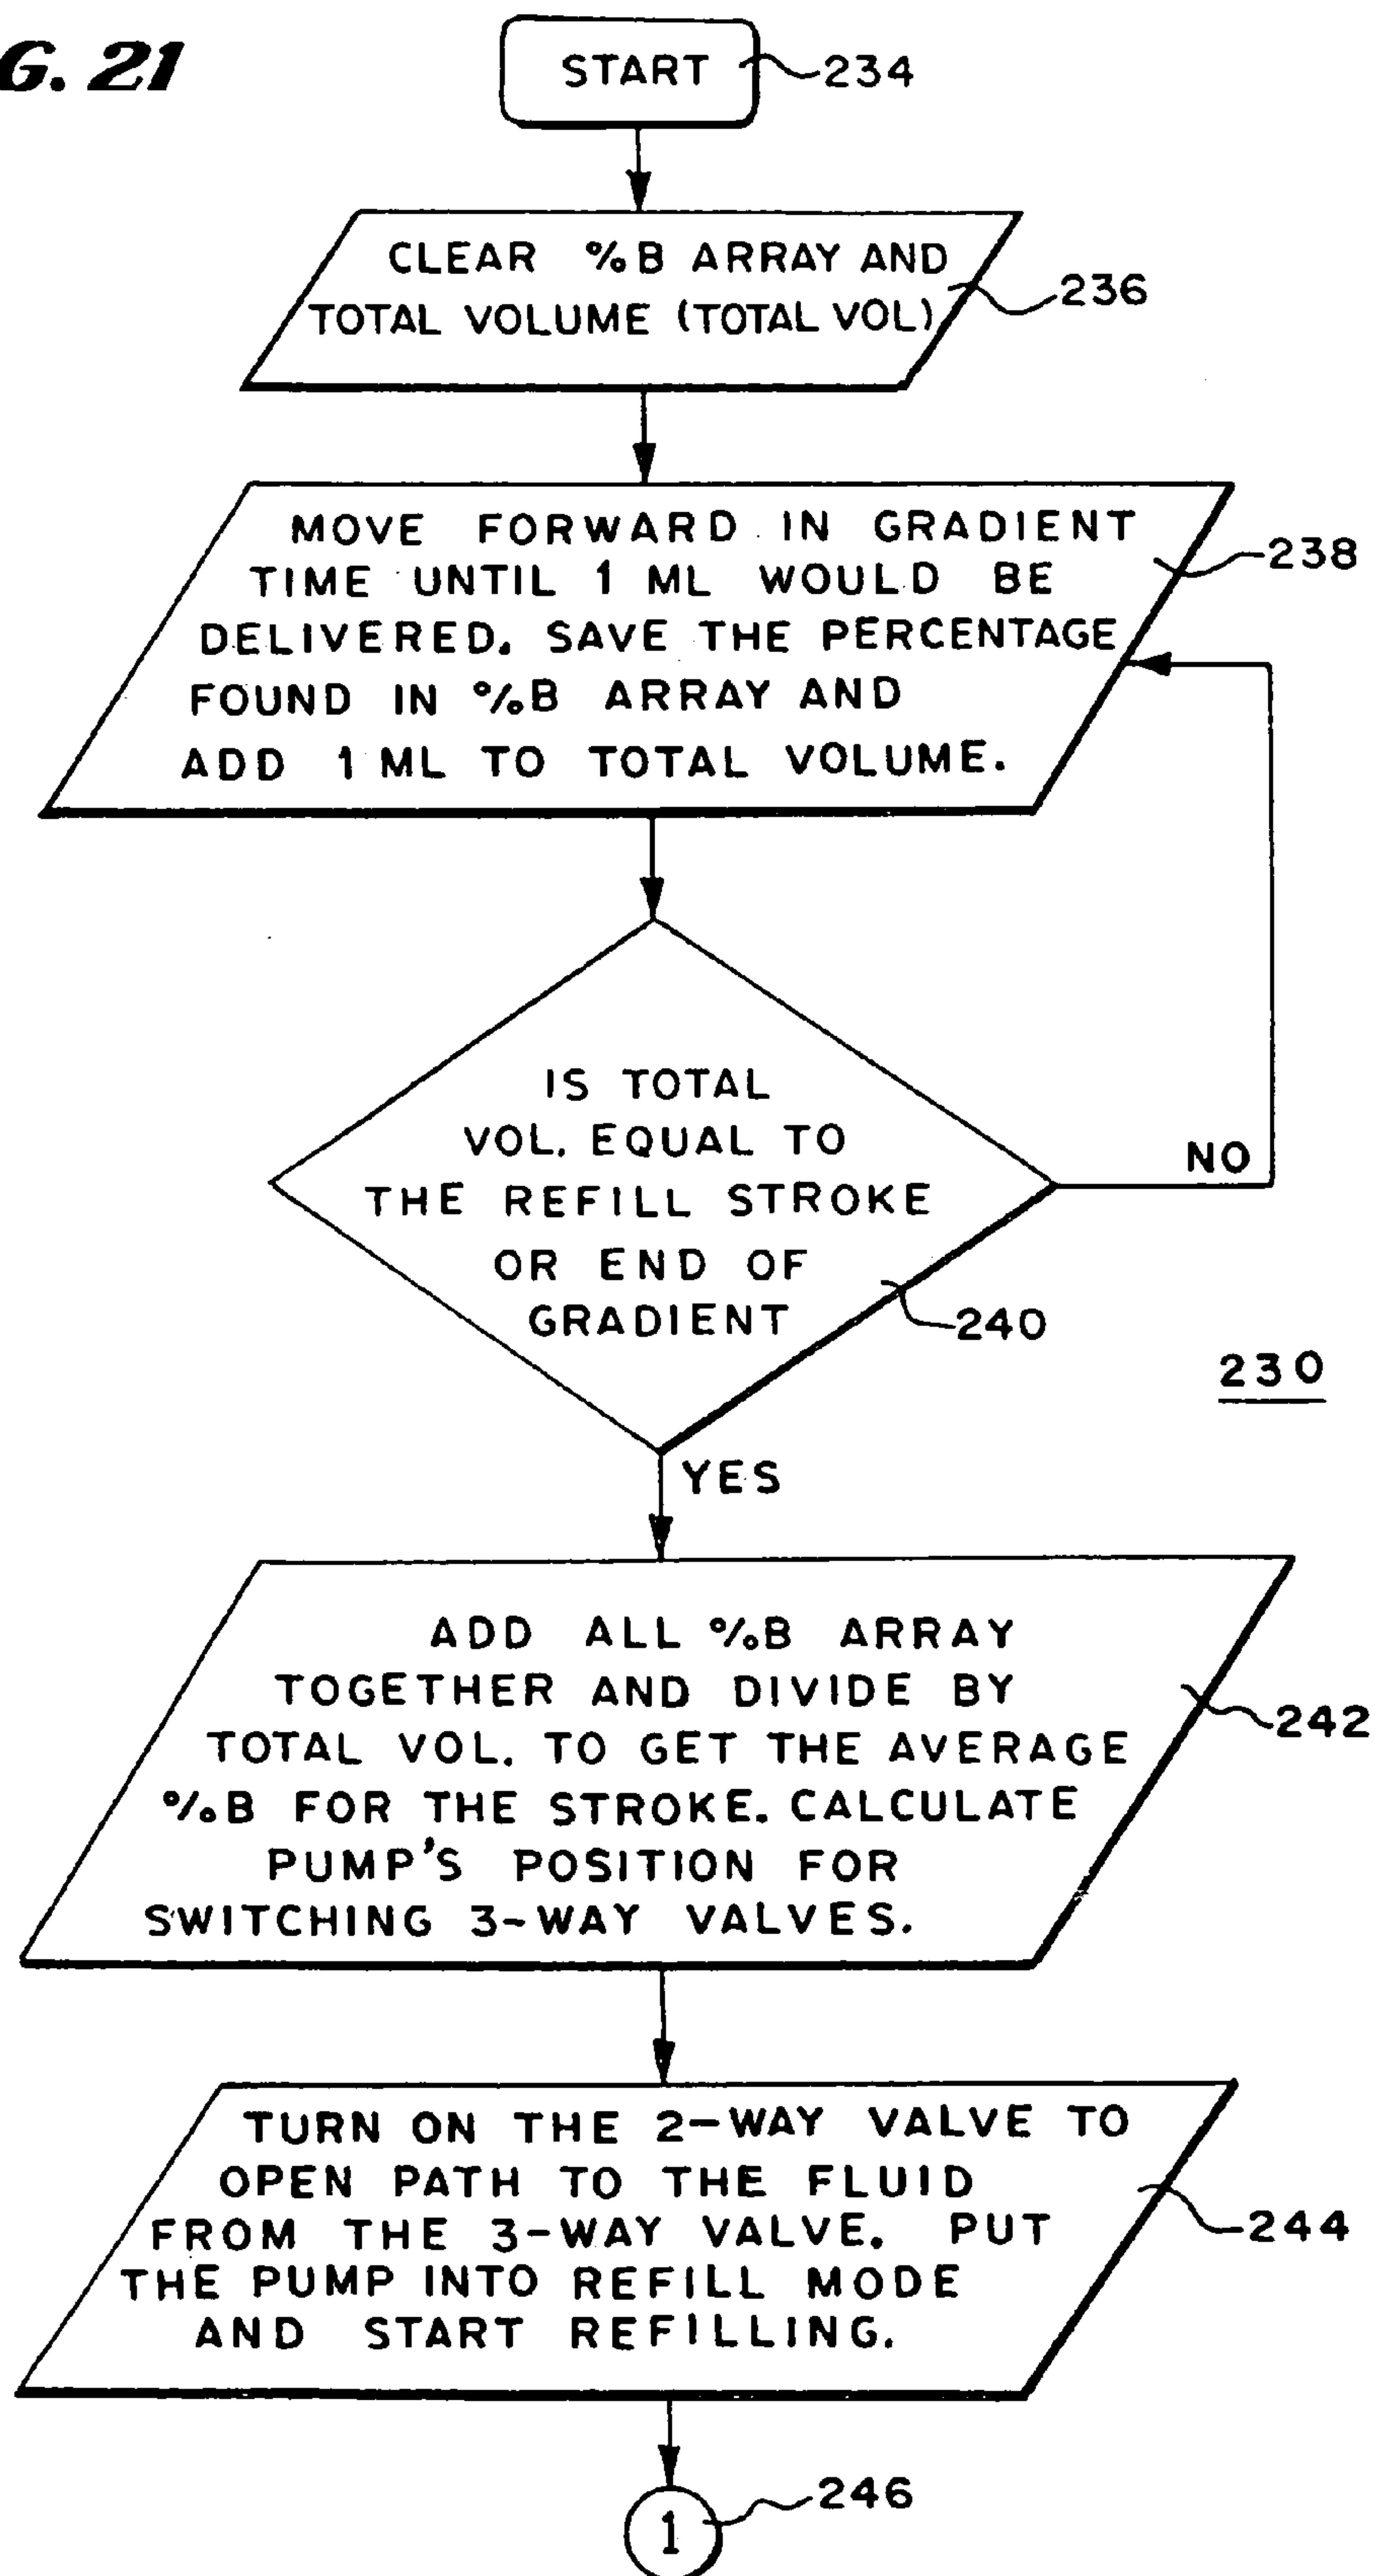 G. 21
START
234
CLEAR %B ARRAY AND
TOTAL VOLUME (TOTAL VOL)
236
MOVE FORWARD IN GRADIENT
TIME UNTIL 1 ML WOULD BE
DELIVERED. SAVE THE PERCENTAGE
FOUND IN %B ARRAY AND
ADD 1 ML TO TOTAL VOLUME.
238
IS TOTAL
VOL. EQUAL TO
THE REFILL STROKE
OR END OF
GRADIENT
240
NO
230
YES
ADD ALL %B ARRAY
TOGETHER AND DIVIDE BY
TOTAL VOL. TO GET THE AVERAGE
%B FOR THE STROKE. CALCULATE
PUMP'S POSITION FOR
SWITCHING 3-WAY VALVES.
242
TURN ON THE 2-WAY VALVE TO
OPEN PATH TO THE FLUID
FROM THE 3-WAY VALVE. PUT
THE PUMP INTO REFILL MODE
AND START REFILLING.
244
1
246